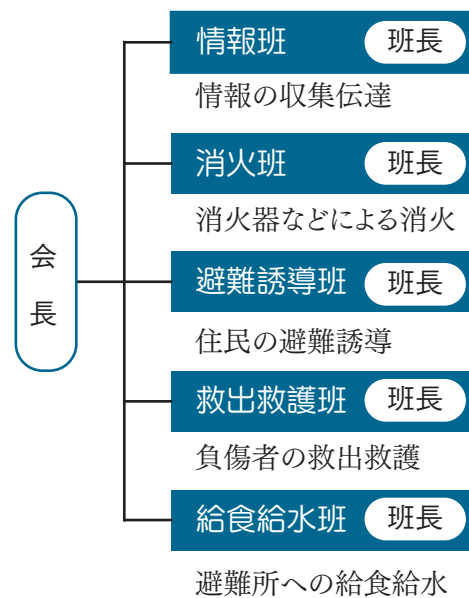 会長
情報班 班長
情報の収集伝達
消火班 班長
消火器などによる消火
避難誘導班 班長
住民の避難誘導
救出救護班 班長
負傷者の救出救護
給食給水班 班長
避難所への給食給水